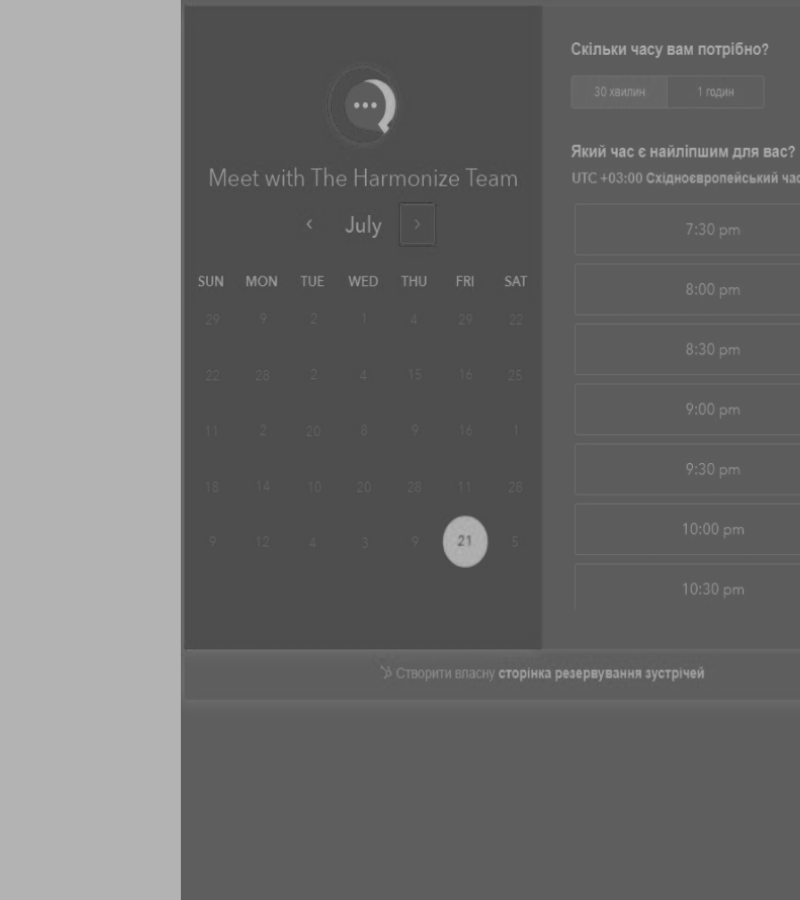 Meet with The Harmonize Team
July
SUN MON TUE WED THU FRI SAT
29 9 2 1 4 29 22
22 28 2 4 15 16 25
11 2 20 8 9 16 1
18 14 10 20 28 11 28
9 12 4 3 9 21 5
Скільки часу вам потрібно?
30 хвилин 1 годин
Який час є найліпшим для вас?
UTC +03:00 Східноєвропейський час
7:30 pm
8:00 pm
8:30 pm
9:00 pm
9:30 pm
10:00 pm
10:30 pm
Створити власну сторінка резервування зустрічей